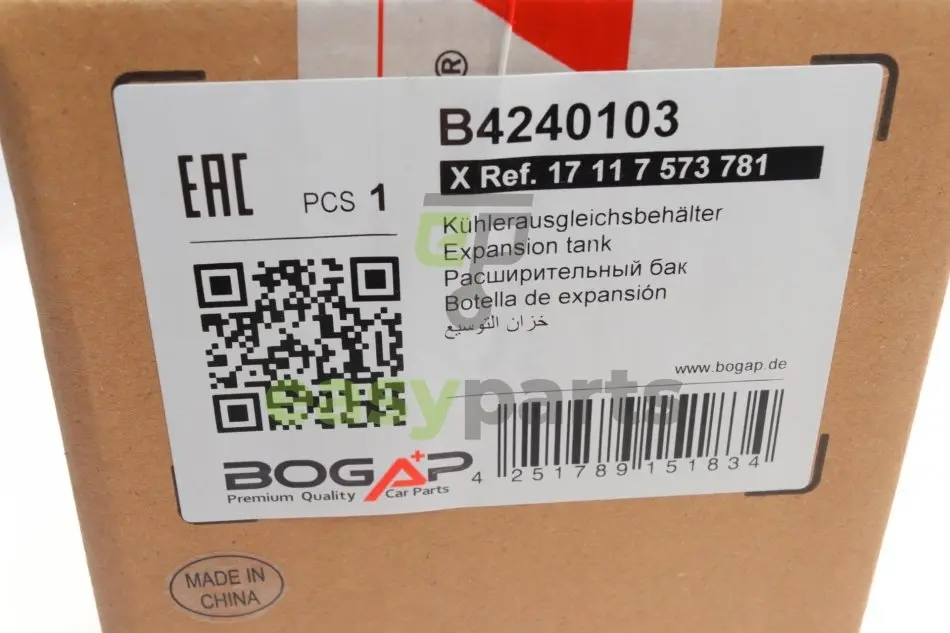 ®
B4240103
X Ref. 17 11 7 573 781
EAC
PCS 1
Kühlerausgleichsbehälter
Expansion tank
Расширительный бак
Botella de expansión
خزان التوسيع
www.bogap.de
easyparts
4 251789 151834
BOGAP
Premium Quality Car Parts
MADE IN
CHINA